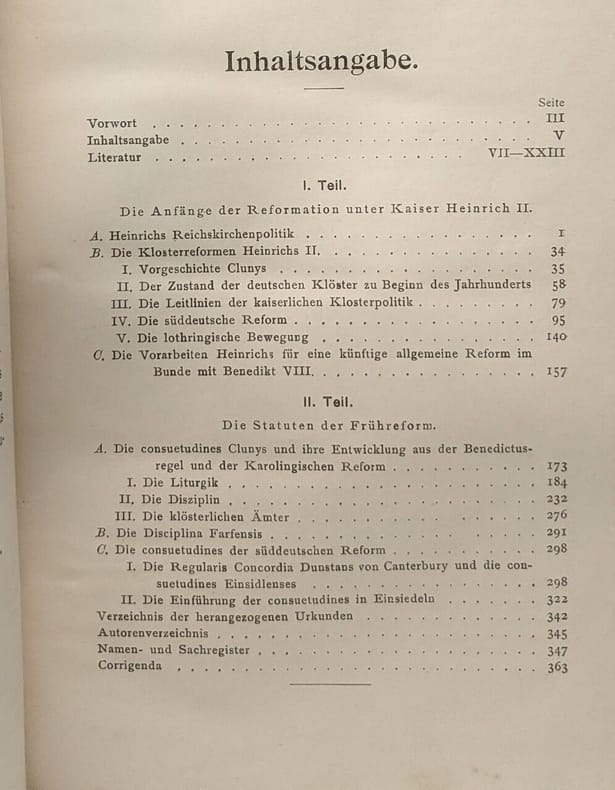 Inhaltsangabe.
Seite
Vorwort . . . . . . . . . . . . . . . . . . . . . . . . III
Inhaltsangabe . . . . . . . . . . . . . . . . . . . . . . V
Literatur . . . . . . . . . . . . . . . . . . . VII—XXIII
I. Teil.
Die Anfänge der Reformation unter Kaiser Heinrich II.
A. Heinrichs Reichskirchenpolitik . . . . . . . . . . . . . . 1
B. Die Klosterreformen Heinrichs II. . . . . . . . . . . . . . 34
I. Vorgeschichte Clunys . . . . . . . . . . . . . . . . 35
II. Der Zustand der deutschen Klöster zu Beginn des Jahrhunderts 58
III. Die Leitlinien der kaiserlichen Klosterpolitik . . . . . . . . 79
IV. Die süddeutsche Reform . . . . . . . . . . . . . . . 95
V. Die lothringische Bewegung . . . . . . . . . . . . . 140
C. Die Vorarbeiten Heinrichs für eine künftige allgemeine Reform im
Bunde mit Benedikt VIII. . . . . . . . . . . . . . . 157
II. Teil.
Die Statuten der Frühreform.
A. Die consuetudines Clunys und ihre Entwicklung aus der Benedictus-
regel und der Karolingischen Reform . . . . . . . . . 173
I. Die Liturgik . . . . . . . . . . . . . . . . . . . . 184
II. Die Disziplin . . . . . . . . . . . . . . . . . . . . 232
III. Die klösterlichen Ämter . . . . . . . . . . . . . . . 276
B. Die Disciplina Farfensis . . . . . . . . . . . . . . . . . 291
C. Die consuetudines der süddeutschen Reform . . . . . . . . . 298
I. Die Regularis Concordia Dunstans von Canterbury und die con-
suetudines Einsidlenses . . . . . . . . . . . . . . 298
II. Die Einführung der consuetudines in Einsiedeln . . . . . . 322
Verzeichnis der herangezogenen Urkunden . . . . . . . . . . . 342
Autorenverzeichnis . . . . . . . . . . . . . . . . . . . . 345
Namen- und Sachregister . . . . . . . . . . . . . . . . . . 347
Corrigenda . . . . . . . . . . . . . . . . . . . . . . . 363